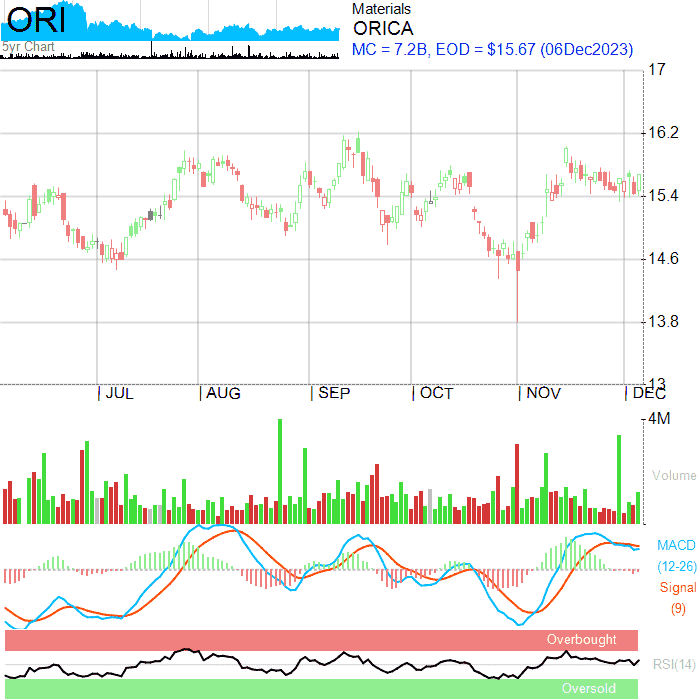 ORI
5yr Chart
Materials
ORICA
MC = 7.2B, EOD = $15.67 (06Dec2023)
17
16.2
15.4
14.6
13.8
13
JUL AUG SEP OCT NOV DEC
4M
Volume
MACD
(12-26)
Signal
(9)
Overbought
RSI(14)
Oversold